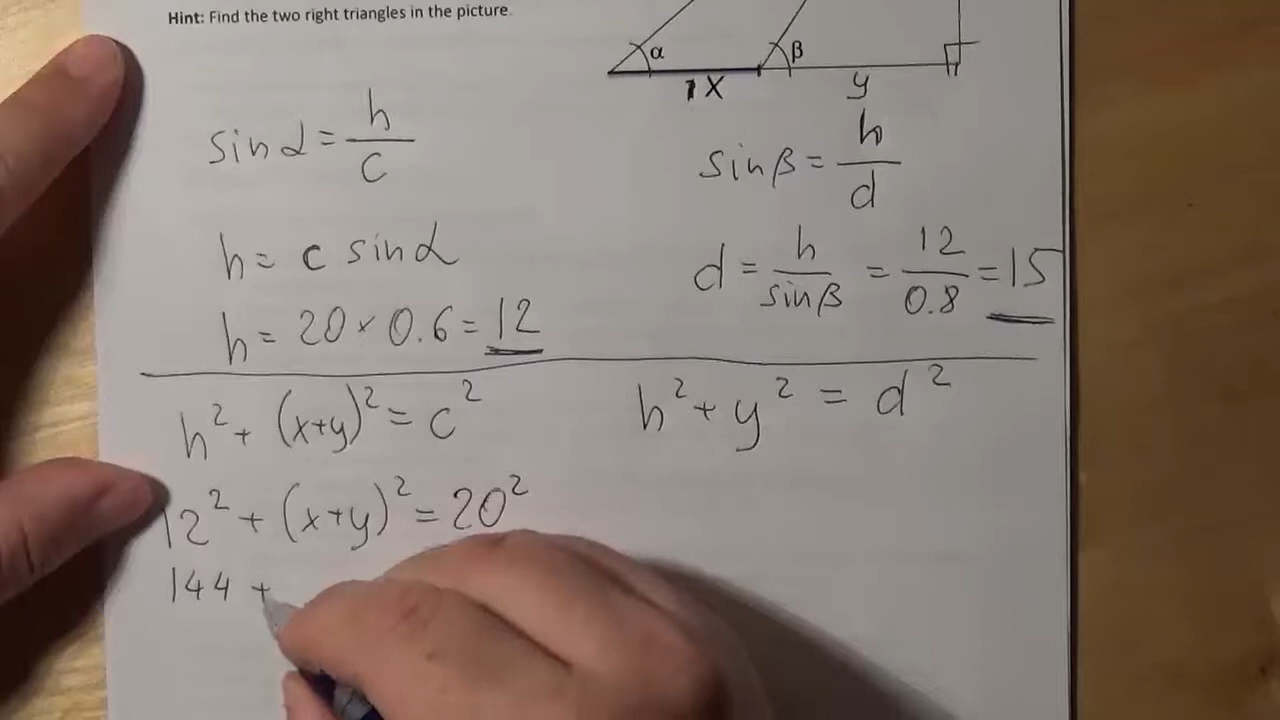 Hint: Find the two right triangles in the picture.
α β
x y
sin α = h/c
h = c sin α
h = 20 × 0.6 = 12
sin β = h/d
d = h/sin β = 12/0.8 = 15
h² + (x+y)² = c²
12² + (x+y)² = 20²
144 +
h² + y² = d²